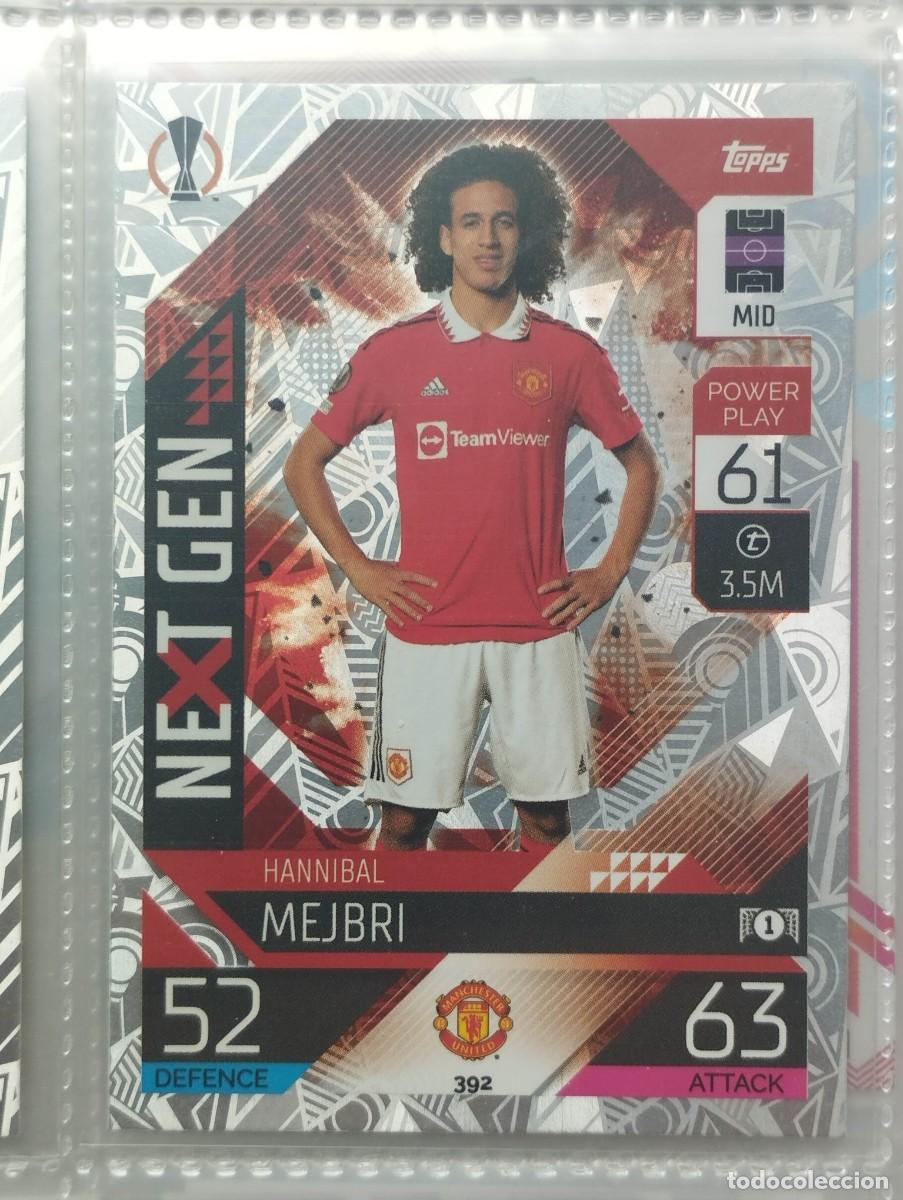 Topps
MID
POWER
PLAY
61
3.5M
adidas
TeamViewer
NEXT GEN
HANNIBAL
MEJBRI
1
52
DEFENCE
MANCHESTER
UNITED
392
63
ATTACK
todocoleccion